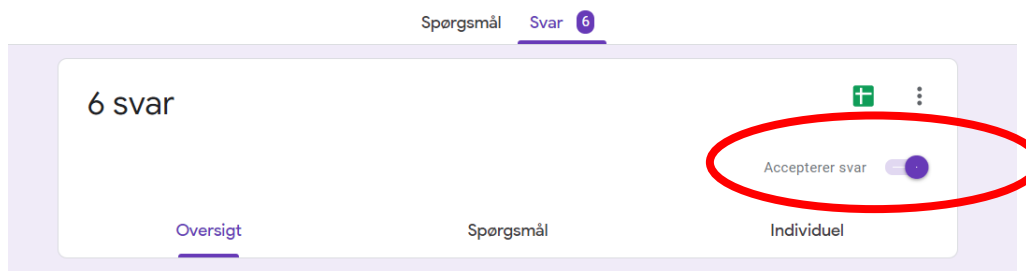 Spørgsmål Svar 6
6 svar
Accepterer svar
Oversigt Spørgsmål Individuel